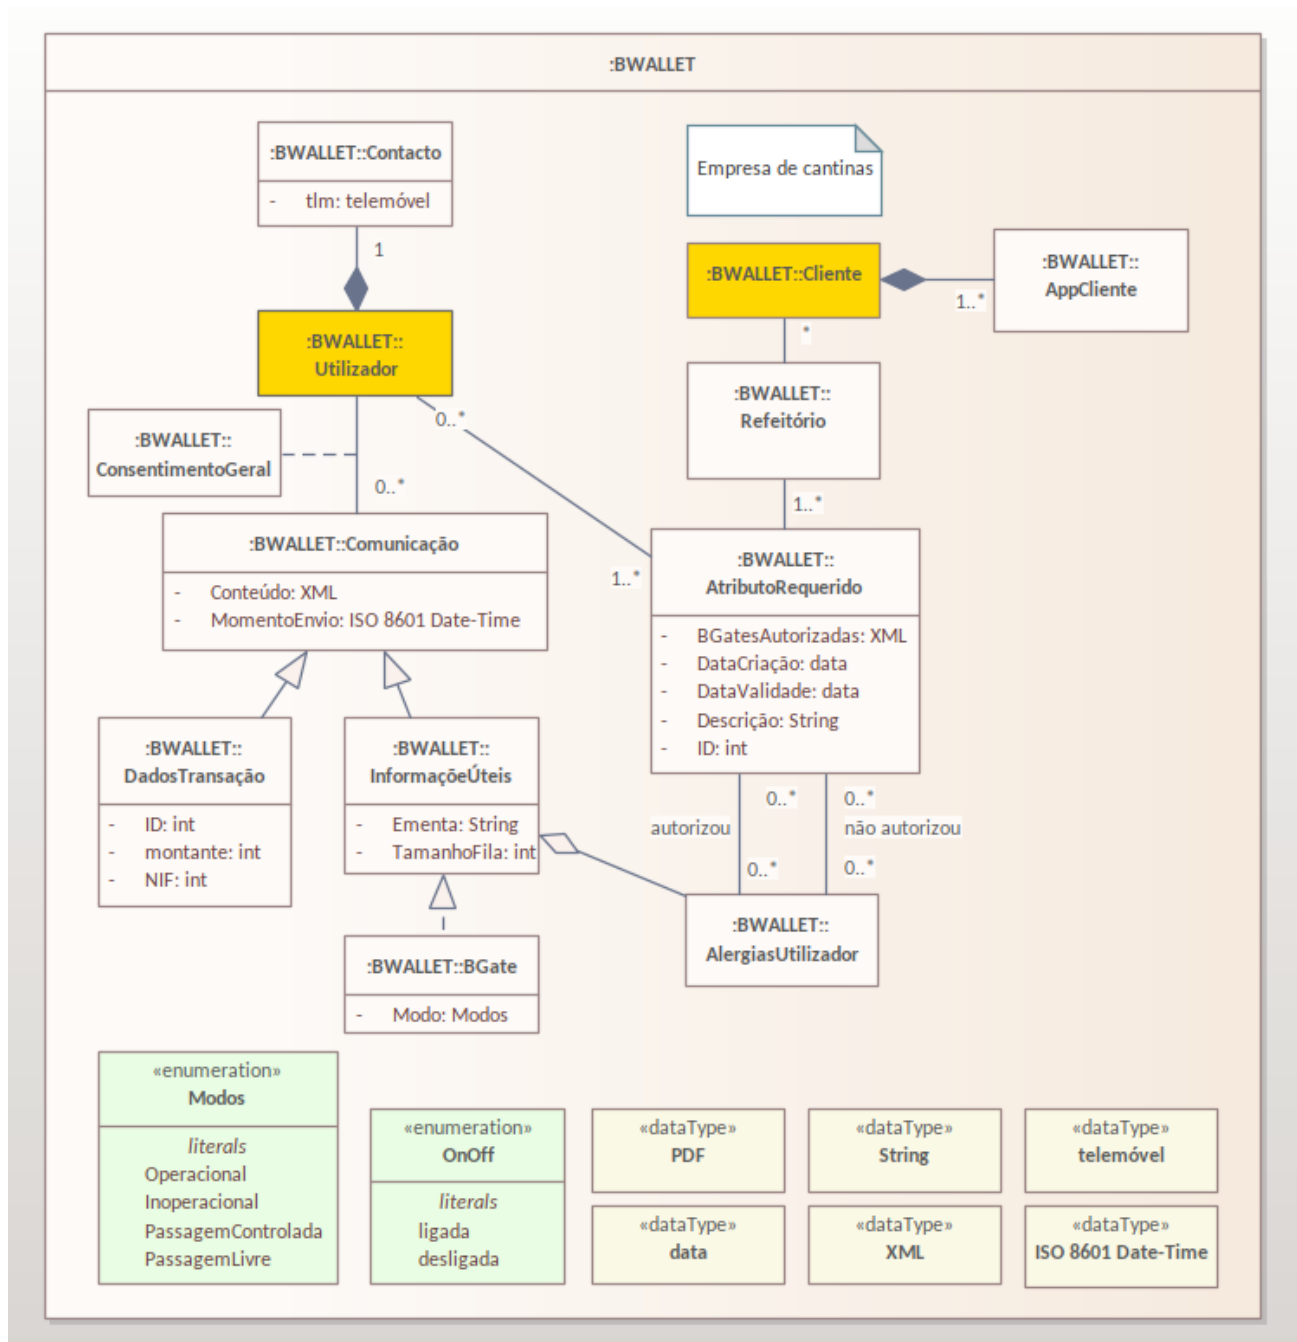 :BWALLET
:BWALLET::Contacto
- tlm: telemóvel
1
Empresa de cantinas
:BWALLET::Cliente
1..*
:BWALLET::
AppCliente
*
:BWALLET::
Utilizador
0..*
:BWALLET::
Refeitório
1..*
:BWALLET::
ConsentimentoGeral
0..*
:BWALLET::Comunicação
- Conteúdo: XML
- MomentoEnvio: ISO 8601 Date-Time
1..*
:BWALLET::
AtributoRequerido
- BGatesAutorizadas: XML
- DataCriação: data
- DataValidade: data
- Descrição: String
- ID: int
:BWALLET::
DadosTransação
- ID: int
- montante: int
- NIF: int
:BWALLET::
InformaçõeÚteis
- Ementa: String
- TamanhoFila: int
0..*
autorizou
0..*
0..*
não autorizou
0..*
:BWALLET::
AlergiasUtilizador
:BWALLET::BGate
- Modo: Modos
«enumeration»
Modos
literals
Operacional
Inoperacional
PassagemControlada
PassagemLivre
«enumeration»
OnOff
literals
ligada
desligada
«dataType»
PDF
«dataType»
String
«dataType»
telemóvel
«dataType»
data
«dataType»
XML
«dataType»
ISO 8601 Date-Time